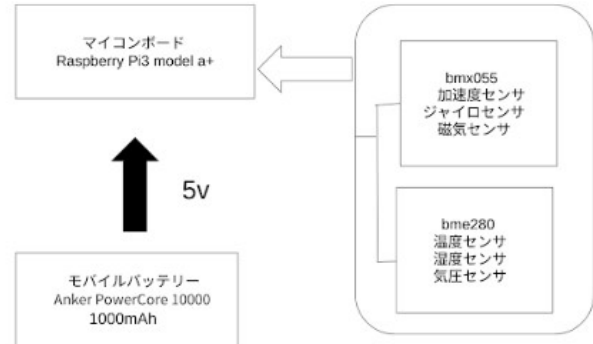 マイコンボード
Raspberry Pi3 model a+
bmx055
加速度センサ
ジャイロセンサ
磁気センサ
5v
bme280
温度センサ
湿度センサ
気圧センサ
モバイルバッテリー
Anker PowerCore 10000
1000mAh